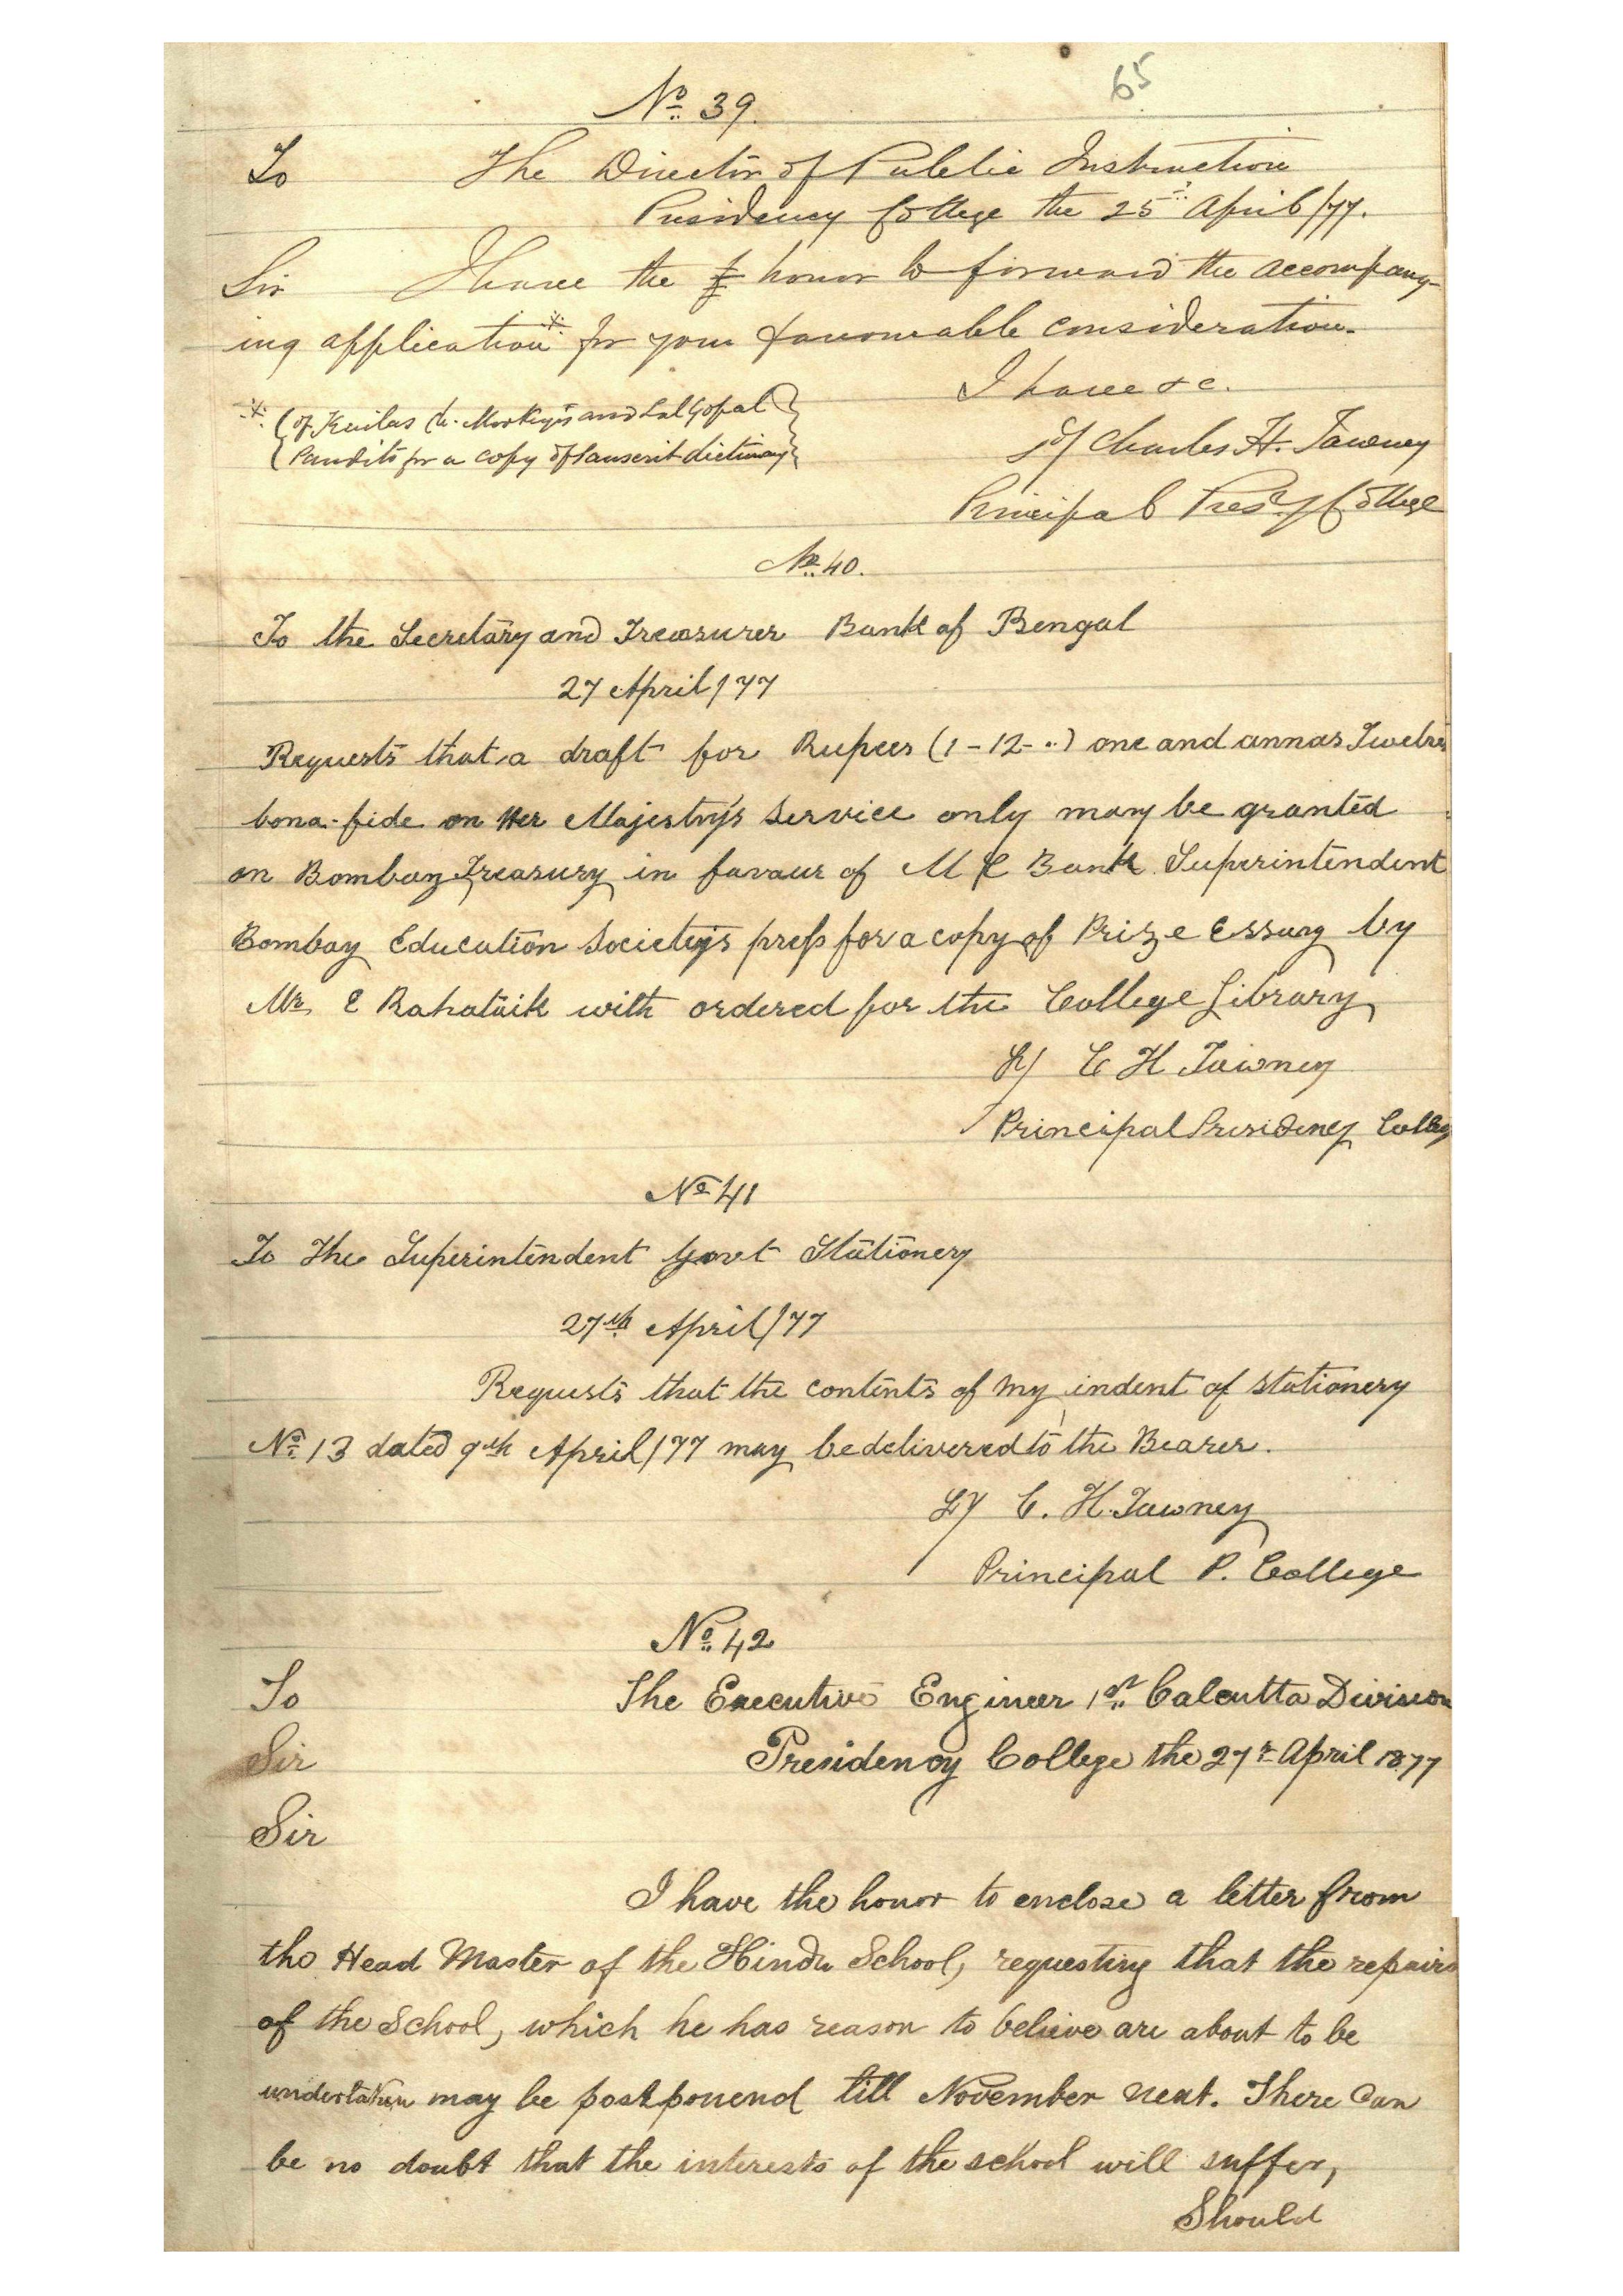 65
No. 39.
To The Director of Public Instruction
Presidency College the 25th April/77.
Sir I have the honor to forward the accompany-
ing application * for your favourable consideration.
I have &c.
* (of Kailas Ch. Mookerji and Lal Gopal
Pandits for a copy of Sanscrit dictionary)
Sd/ Charles H. Tawney
Principal Presy College
No. 40.
To the Secretary and Treasurer Bank of Bengal
27 April/77
Requests that a draft for Rupees (1-12-..) one and annas Twelve
bona-fide on Her Majesty's Service only may be granted
on Bombay Treasury in favour of M Bank Superintendent
Bombay Education Society's press for a copy of Prize Essay by
Mr. E with ordered for the College Library
Sd/ C H Tawney
Principal Presidency College
No 41
To The Superintendent Govt Stationery
27th April/77
Requests that the contents of my indent of stationery
No. 13 dated 9th April/77 may be delivered to the Bearer.
Sd/ C. H. Tawney
Principal P. College
No. 42
To The Executive Engineer 1st Calcutta Division
Sir Presidency College the 27th April 1877
Sir
I have the honor to enclose a letter from
the Head Master of the Hindu School, requesting that the repairs
of the School, which he has reason to believe are about to be
undertaken may be postponend till November next. There can
be no doubt that the interests of the school will suffer,
Should